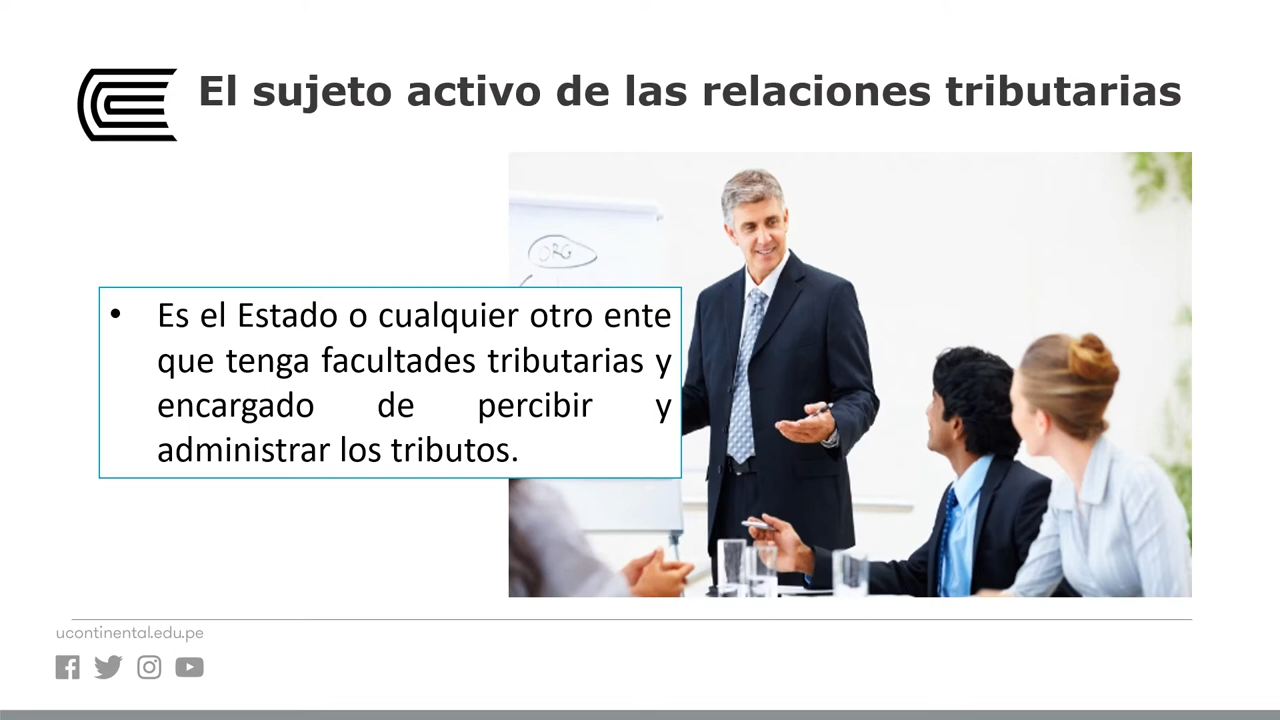 El sujeto activo de las relaciones tributarias
ORG
• Es el Estado o cualquier otro ente
que tenga facultades tributarias y
encargado de percibir y
administrar los tributos.
ucontinental.edu.pe